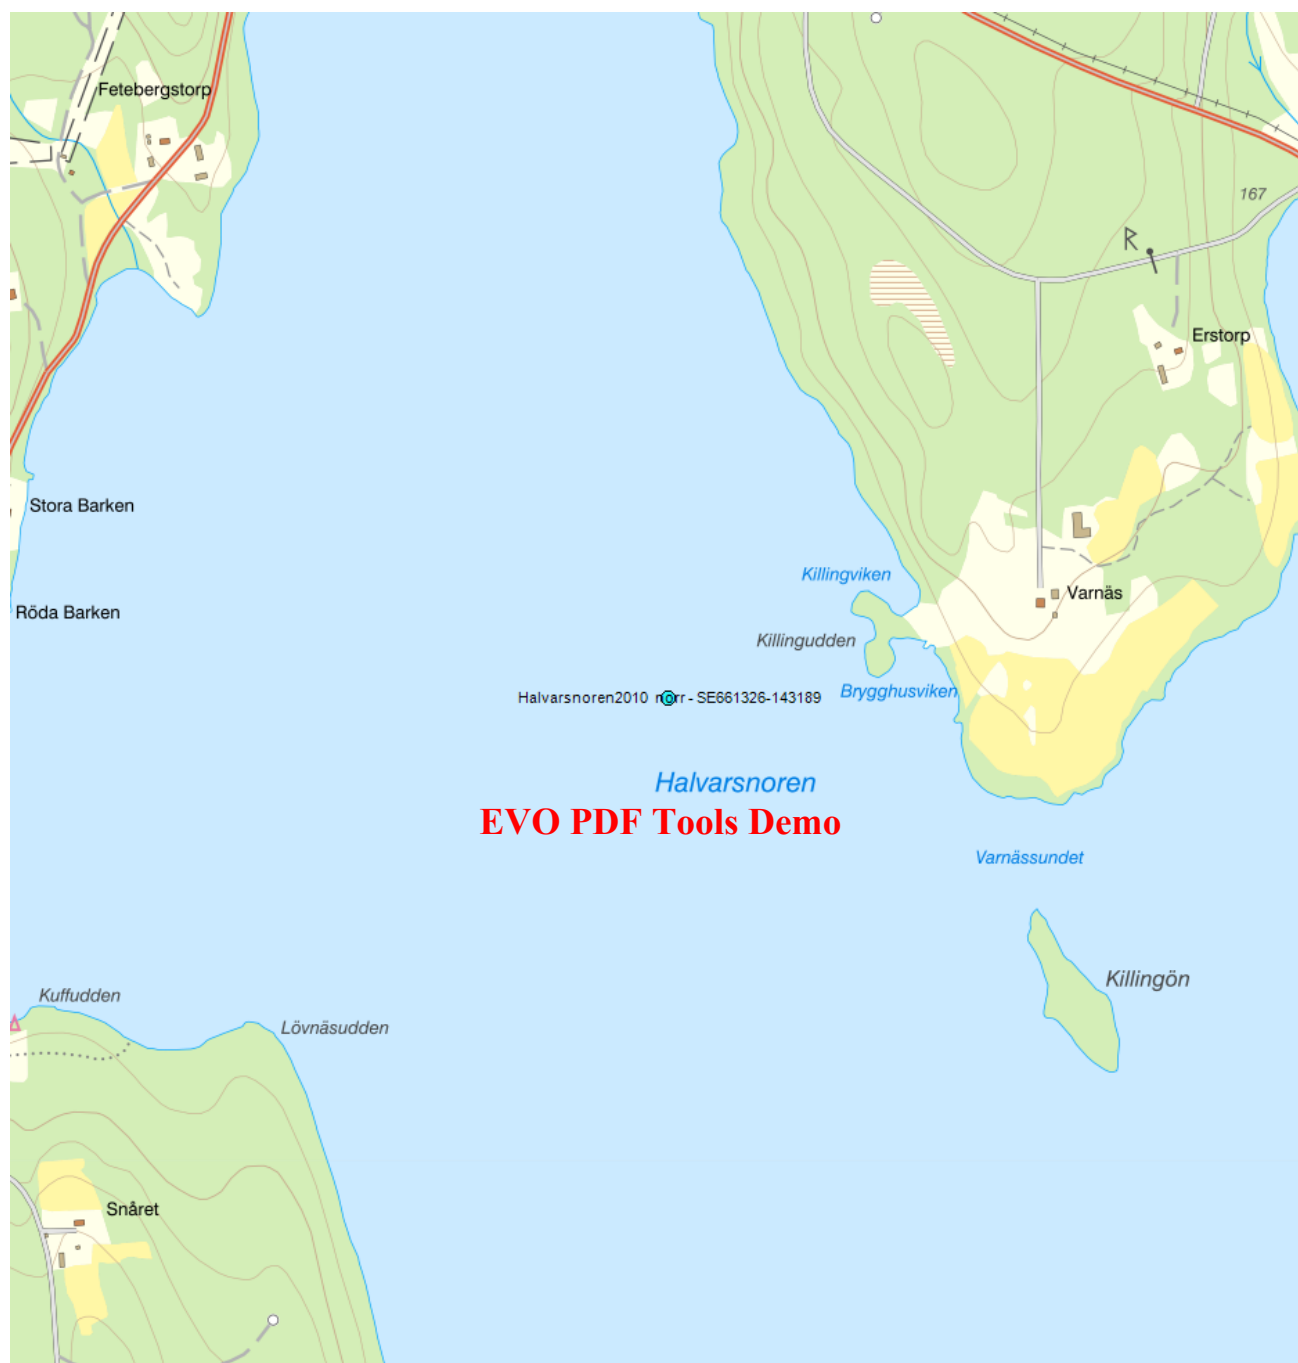 Fetebergstorp
167
R
Erstorp
Stora Barken
Killingviken
Varnäs
Röda Barken
Killingudden
Brygghusviken
Halvarsnoren2010 norr - SE661326-143189
Halvarsnoren
EVO PDF Tools Demo
Varnässundet
Killingön
Kuffudden
Lövnäsudden
Snåret